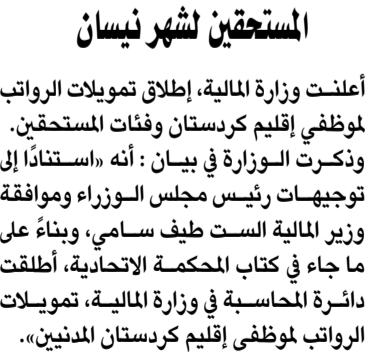 المستحقين لشهر نيسان
أعلنت وزارة المالية، إطلاق تمويلات الرواتب
لموظفي إقليم كردستان وفئات المستحقين.
وذكرت الوزارة في بيان : أنه «استنادًا إلى
توجيهات رئيس مجلس الوزراء وموافقة
وزير المالية الست طيف سامي، وبناءً على
ما جاء في كتاب المحكمة الاتحادية، أطلقت
دائرة المحاسبة في وزارة المالية، تمويلات
الرواتب لموظفى إقليم كردستان المدنيين».